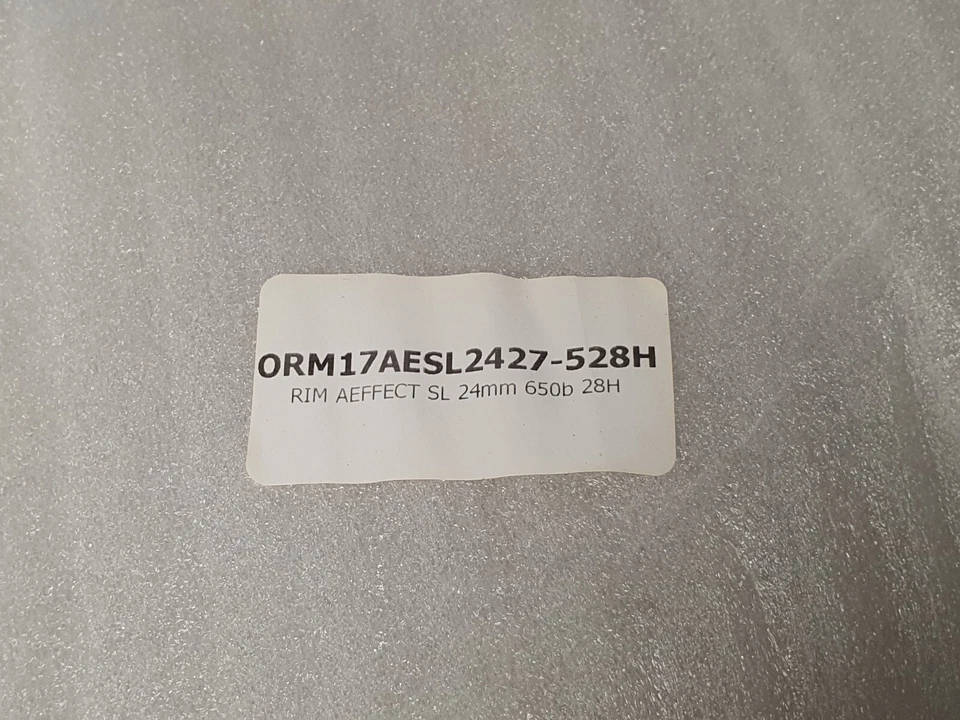 ORM17AESL2427-528H
RIM AEFFECT SL 24mm 650b 28H